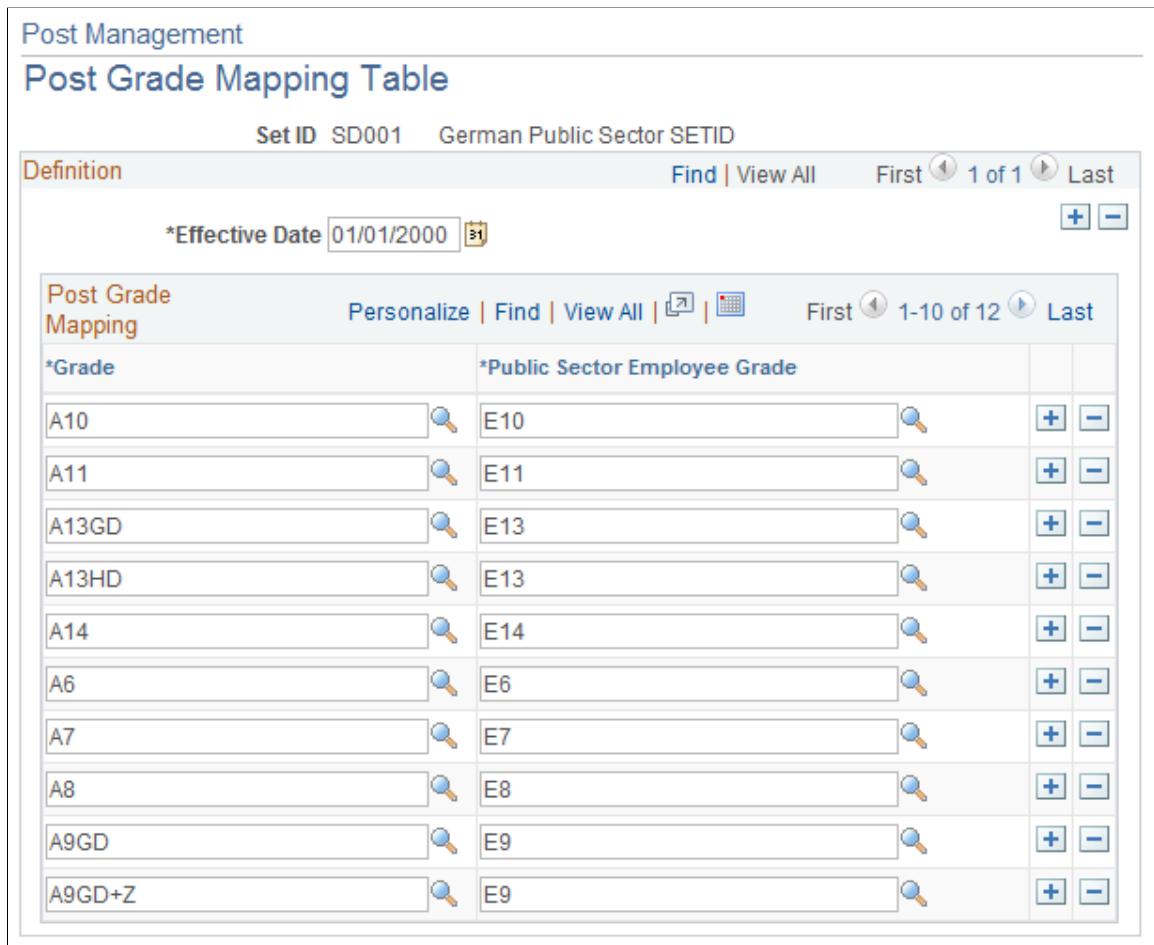 Post Management
Post Grade Mapping Table
Set ID SD001 German Public Sector SETID
Definition Find | View All First 1 of 1 Last
*Effective Date 01/01/2000 31
Post Grade
Mapping
Personalize | Find | View All | | First 1-10 of 12 Last
*Grade *Public Sector Employee Grade
A10 E10
A11 E11
A13GD E13
A13HD E13
A14 E14
A6 E6
A7 E7
A8 E8
A9GD E9
A9GD+Z E9